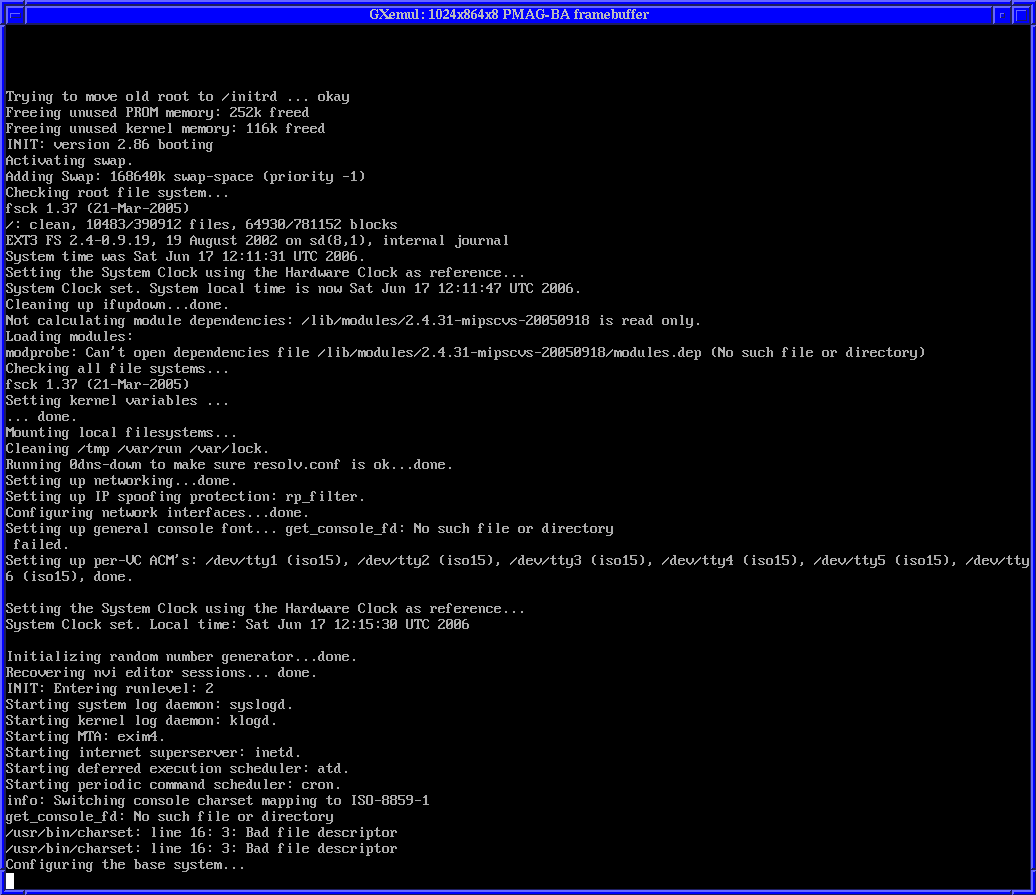 GXemul: 1024x864x8 PMAG-BA framebuffer
Trying to move old root to /initrd ... okay
Freeing unused PROM memory: 252k freed
Freeing unused kernel memory: 116k freed
INIT: version 2.86 booting
Activating swap.
Adding Swap: 168640k swap-space (priority -1)
Checking root file system...
fsck 1.37 (21-Mar-2005)
/: clean, 10483/390912 files, 64930/781152 blocks
EXT3 FS 2.4-0.9.19, 19 August 2002 on sd(8,1), internal journal
System time was Sat Jun 17 12:11:31 UTC 2006.
Setting the System Clock using the Hardware Clock as reference...
System Clock set. System local time is now Sat Jun 17 12:11:47 UTC 2006.
Cleaning up ifupdown...done.
Not calculating module dependencies: /lib/modules/2.4.31-mipscvs-20050918 is read only.
Loading modules:
modprobe: Can't open dependencies file /lib/modules/2.4.31-mipscvs-20050918/modules.dep (No such file or directory)
Checking all file systems...
fsck 1.37 (21-Mar-2005)
Setting kernel variables ...
... done.
Mounting local filesystems...
Cleaning /tmp /var/run /var/lock.
Running 0dns-down to make sure resolv.conf is ok...done.
Setting up networking...done.
Setting up IP spoofing protection: rp_filter.
Configuring network interfaces...done.
Setting up general console font... get_console_fd: No such file or directory
 failed.
Setting up per-VC ACM's: /dev/tty1 (iso15), /dev/tty2 (iso15), /dev/tty3 (iso15), /dev/tty4 (iso15), /dev/tty5 (iso15), /dev/tty
6 (iso15), done.
Setting the System Clock using the Hardware Clock as reference...
System Clock set. Local time: Sat Jun 17 12:15:30 UTC 2006
Initializing random number generator...done.
Recovering nvi editor sessions... done.
INIT: Entering runlevel: 2
Starting system log daemon: syslogd.
Starting kernel log daemon: klogd.
Starting MTA: exim4.
Starting internet superserver: inetd.
Starting deferred execution scheduler: atd.
Starting periodic command scheduler: cron.
info: Switching console charset mapping to ISO-8859-1
get_console_fd: No such file or directory
/usr/bin/charset: line 16: 3: Bad file descriptor
/usr/bin/charset: line 16: 3: Bad file descriptor
Configuring the base system...